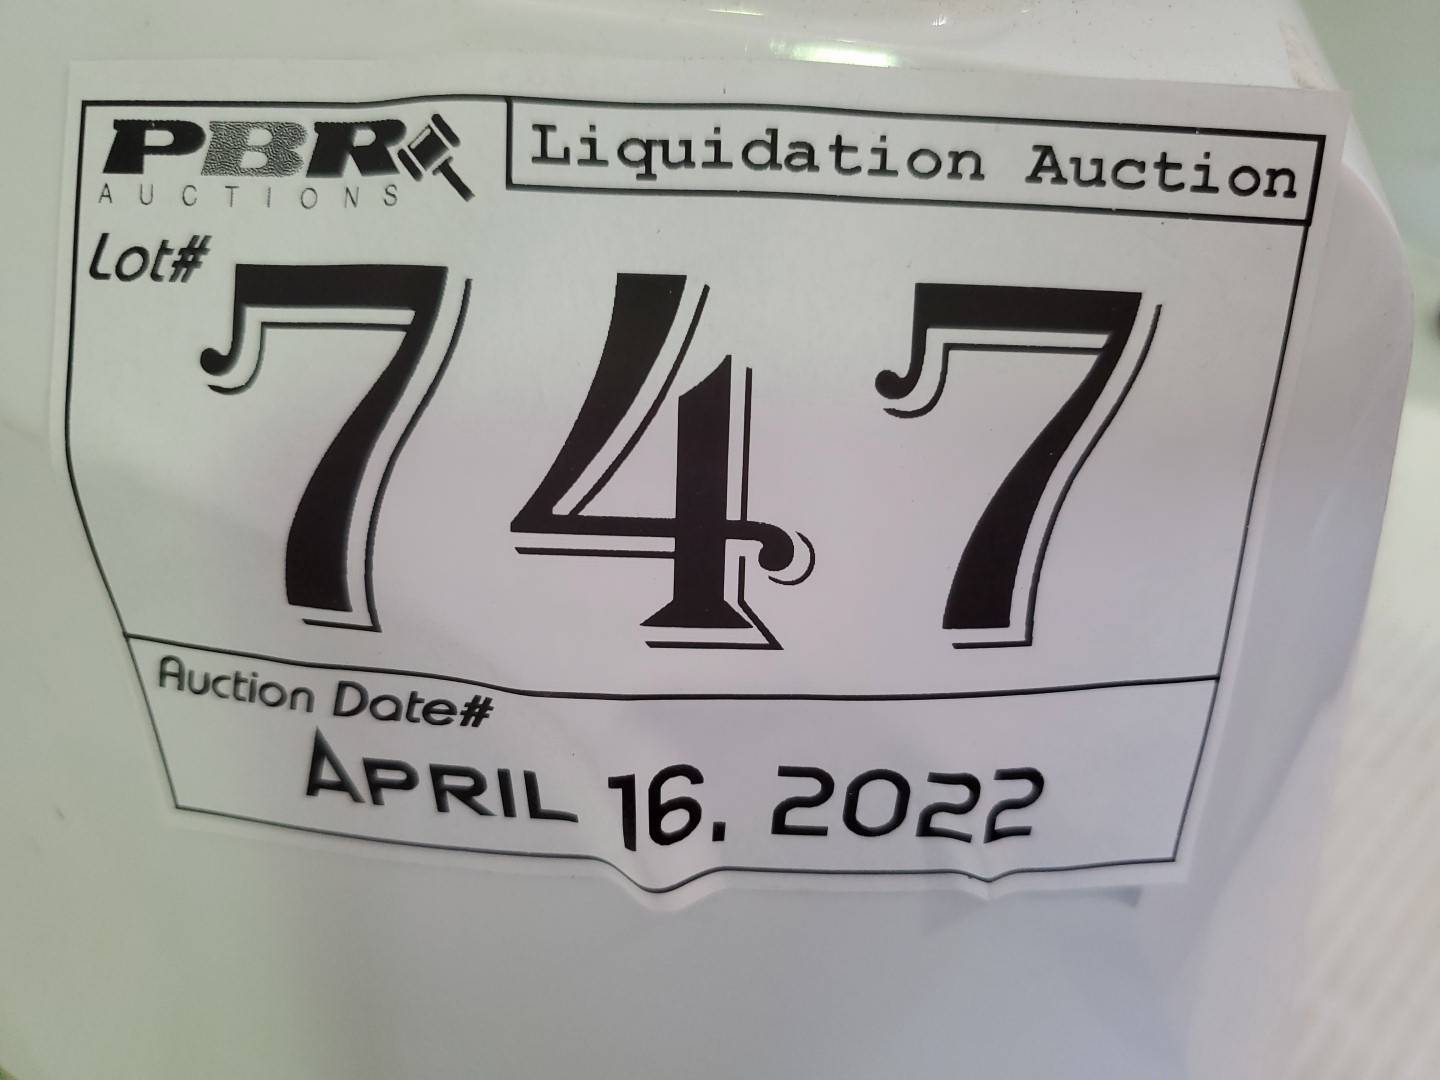 PBR
AUCTIONS
Liquidation Auction
Lot#
747
Auction Date#
APRIL 16, 2022